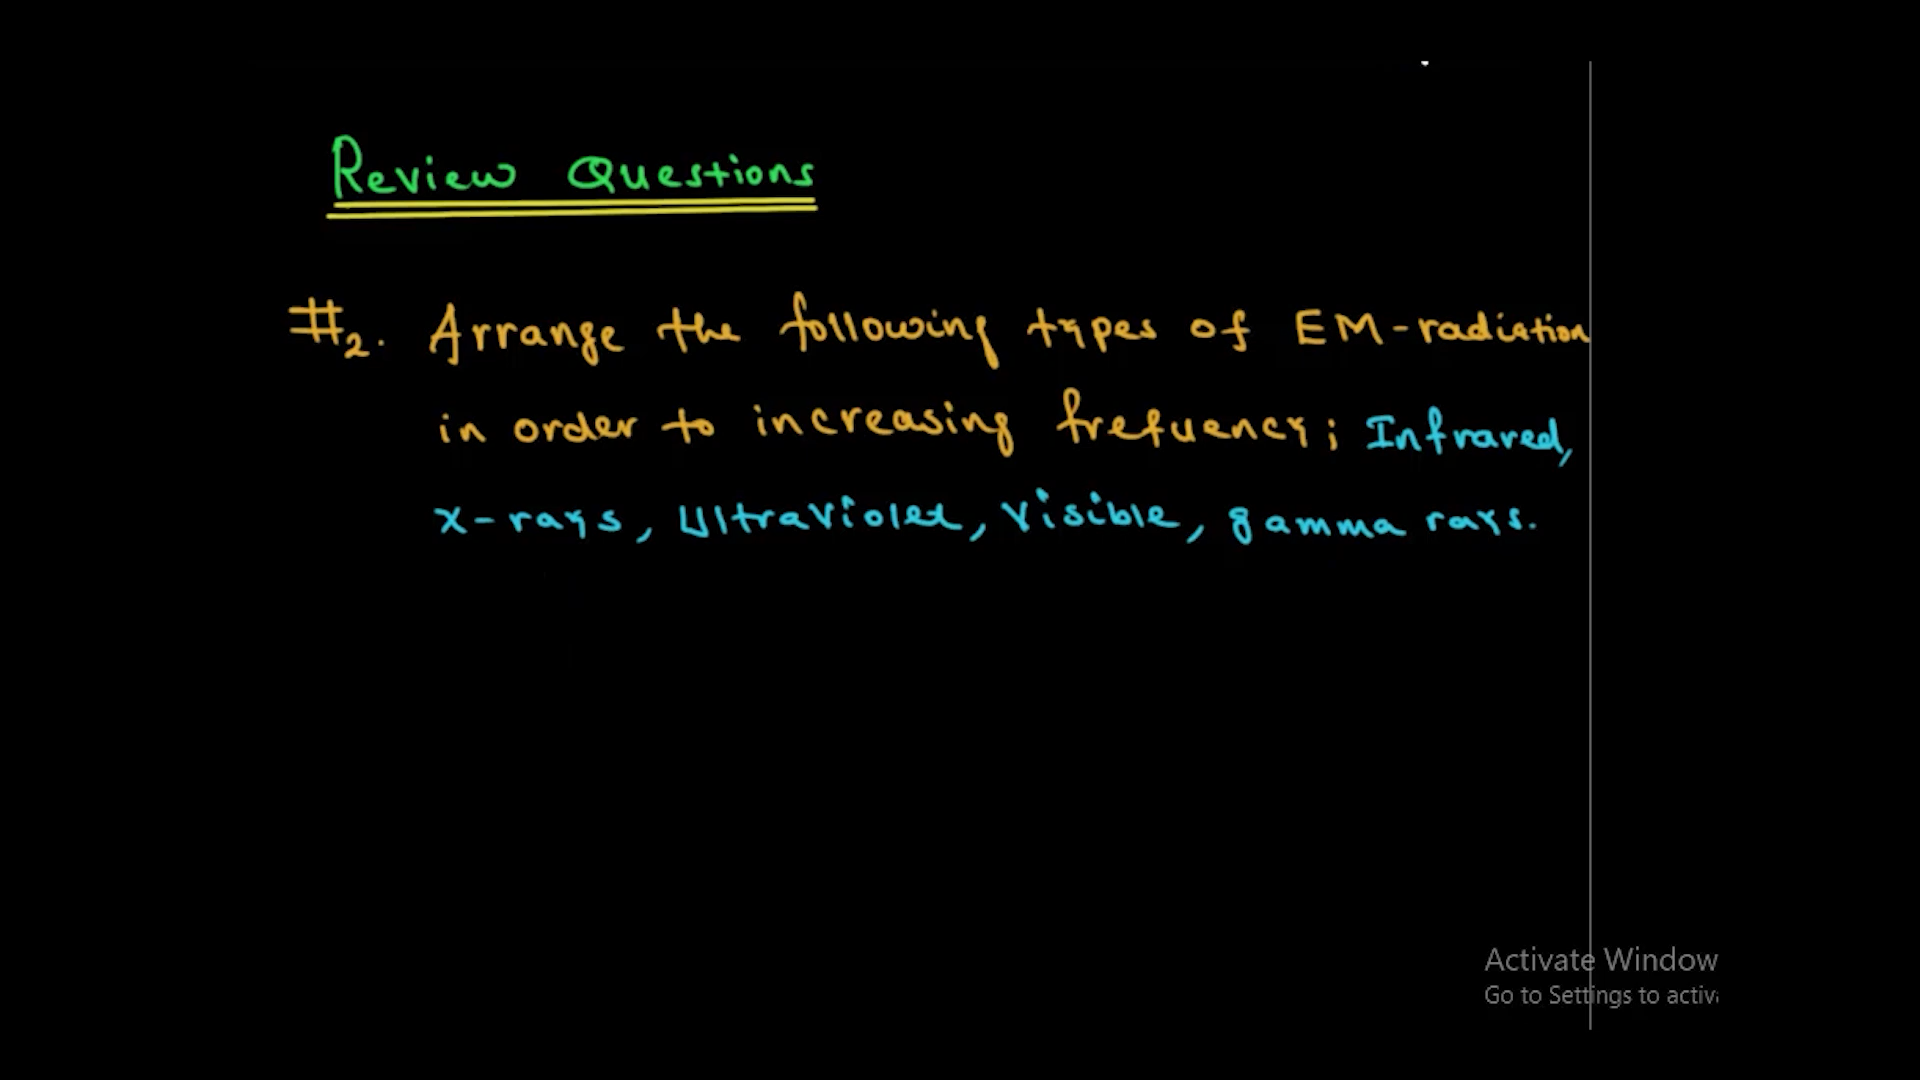 Review Questions
#2. Arrange the following types of EM-radiation
in order to increasing frequency; Infrared,
x-rays, Ultraviolet, Visible, gamma rays.
Activate Window
Go to Settings to activ